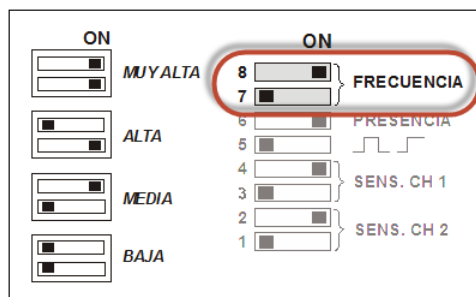 ON
MUY ALTA
ALTA
MEDIA
BAJA
ON
8
7
FRECUENCIA
6
PRESENCIA
5
4
3
SENS. CH 1
2
1
SENS. CH 2